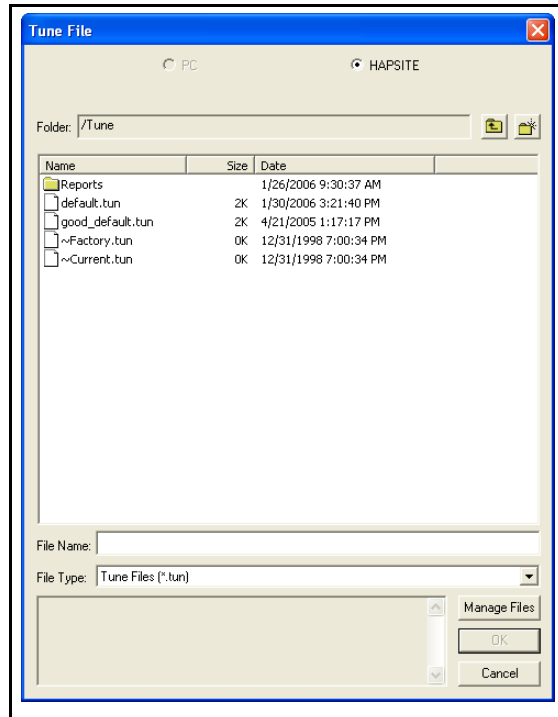 Tune File
PC HAPSITE
Folder: /Tune
Name Size Date
Reports 1/26/2006 9:30:37 AM
default.tun 2K 1/30/2006 3:21:40 PM
good_default.tun 2K 4/21/2005 1:17:17 PM
~Factory.tun 0K 12/31/1998 7:00:34 PM
~Current.tun 0K 12/31/1998 7:00:34 PM
File Name:
File Type: Tune Files (*.tun)
Manage Files
OK
Cancel